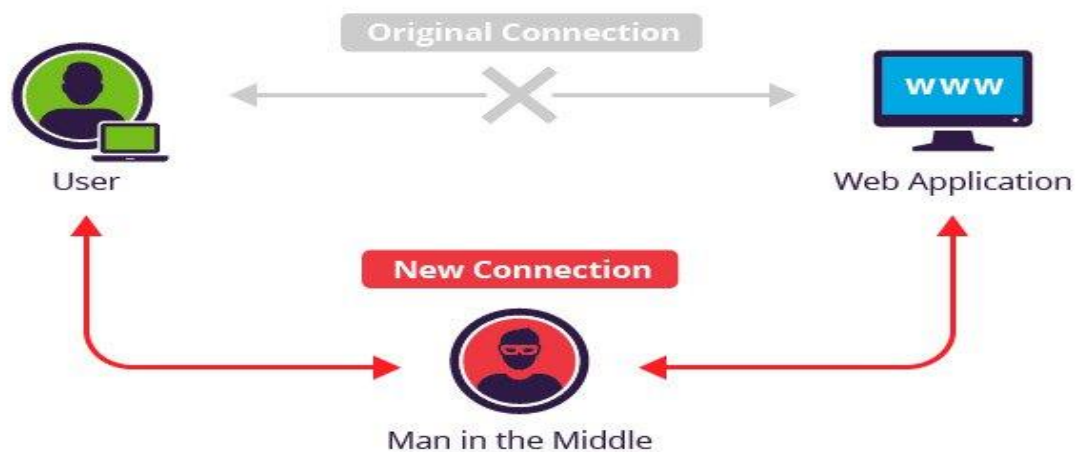 Original Connection
www
User
Web Application
New Connection
Man in the Middle